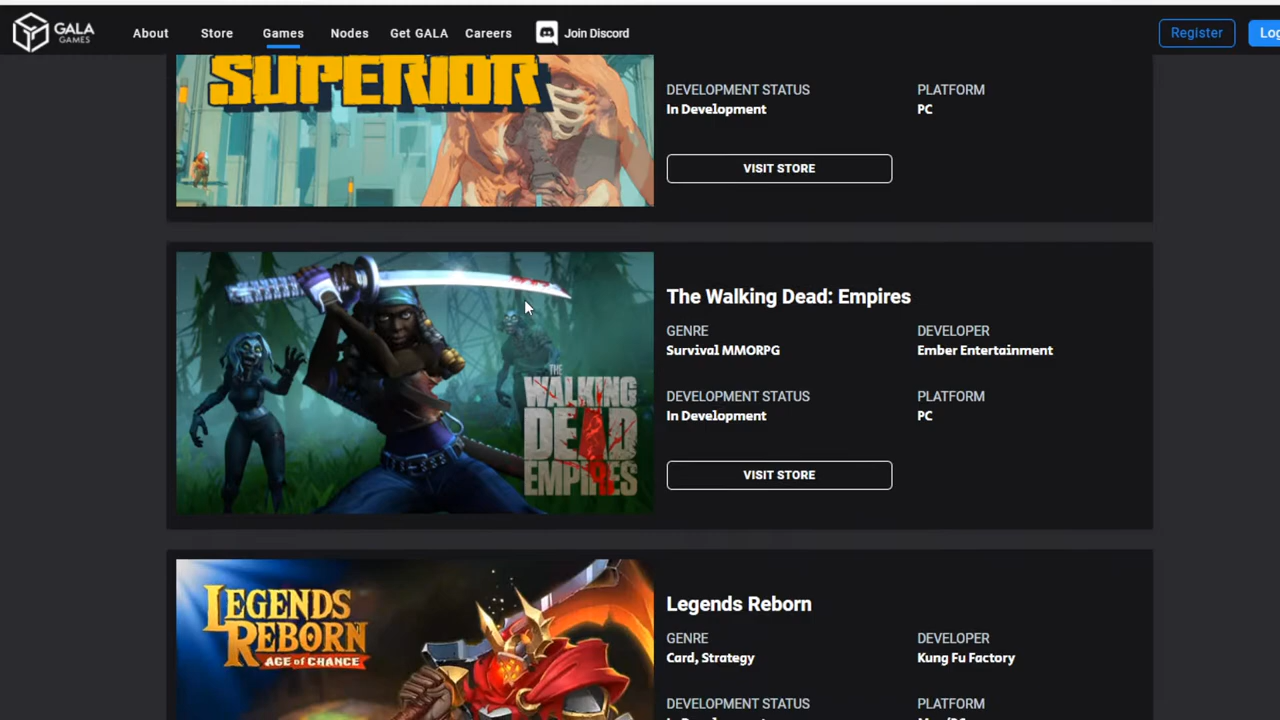 GALA
GAMES
About Store Games Nodes Get GALA Careers Join Discord Register
SUPERIOR
DEVELOPMENT STATUS PLATFORM
In Development PC
VISIT STORE
THE
WALKING
DEAD
EMPIRES
The Walking Dead: Empires
GENRE DEVELOPER
Survival MMORPG Ember Entertainment
DEVELOPMENT STATUS PLATFORM
In Development PC
VISIT STORE
LEGENDS
REBORN
AGE OF CHANCE
Legends Reborn
GENRE DEVELOPER
Card, Strategy Kung Fu Factory
DEVELOPMENT STATUS PLATFORM